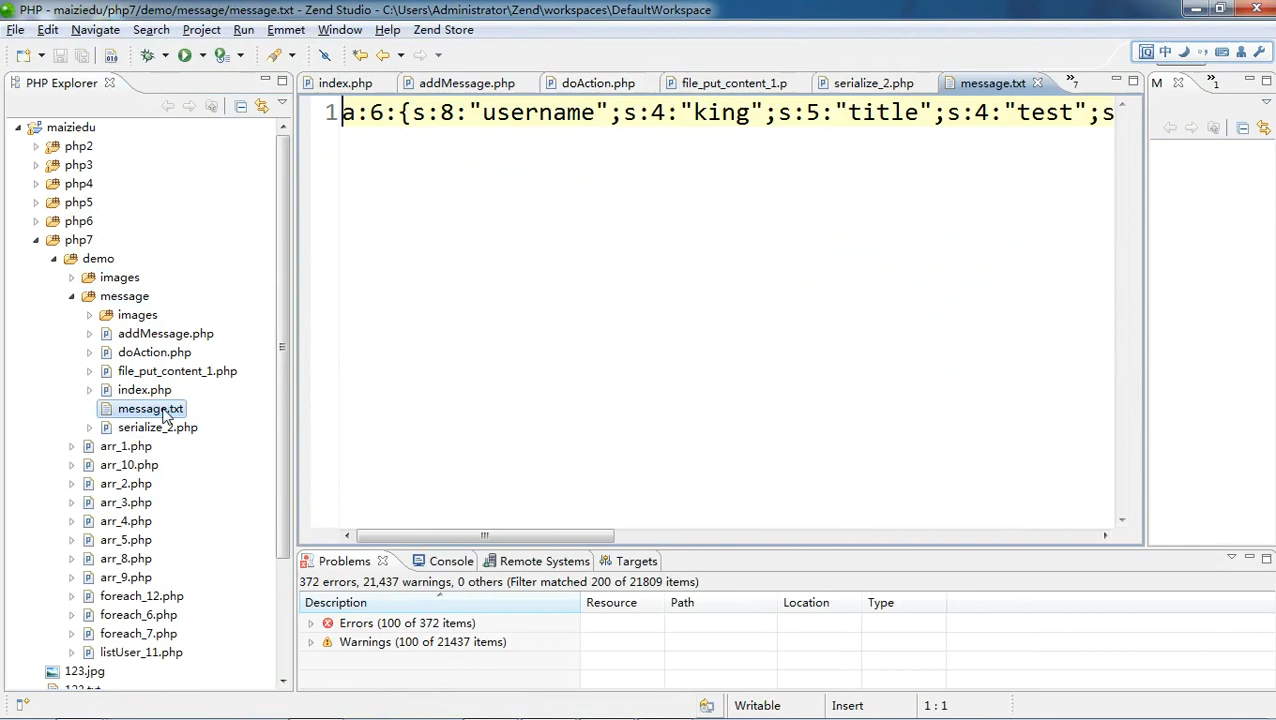 PHP - maiziedu/php7/demo/message/message.txt - Zend Studio - C:\Users\Administrator\Zend\workspaces\DefaultWorkspace
File Edit Navigate Search Project Run Emmet Window Help Zend Store
中
PHP Explorer
index.php addMessage.php doAction.php file_put_content_1.p serialize_2.php message.txt »7 M »1
1 a:6:{s:8:"username";s:4:"king";s:5:"title";s:4:"test";s
maiziedu
php2
php3
php4
php5
php6
php7
demo
images
message
images
addMessage.php
doAction.php
file_put_content_1.php
index.php
message.txt
serialize_2.php
arr_1.php
arr_10.php
arr_2.php
arr_3.php
arr_4.php
arr_5.php
arr_8.php
arr_9.php
foreach_12.php
foreach_6.php
foreach_7.php
listUser_11.php
123.jpg
123.txt
Problems Console Remote Systems Targets
372 errors, 21,437 warnings, 0 others (Filter matched 200 of 21809 items)
Description Resource Path Location Type
Errors (100 of 372 items)
Warnings (100 of 21437 items)
Writable Insert 1 : 1